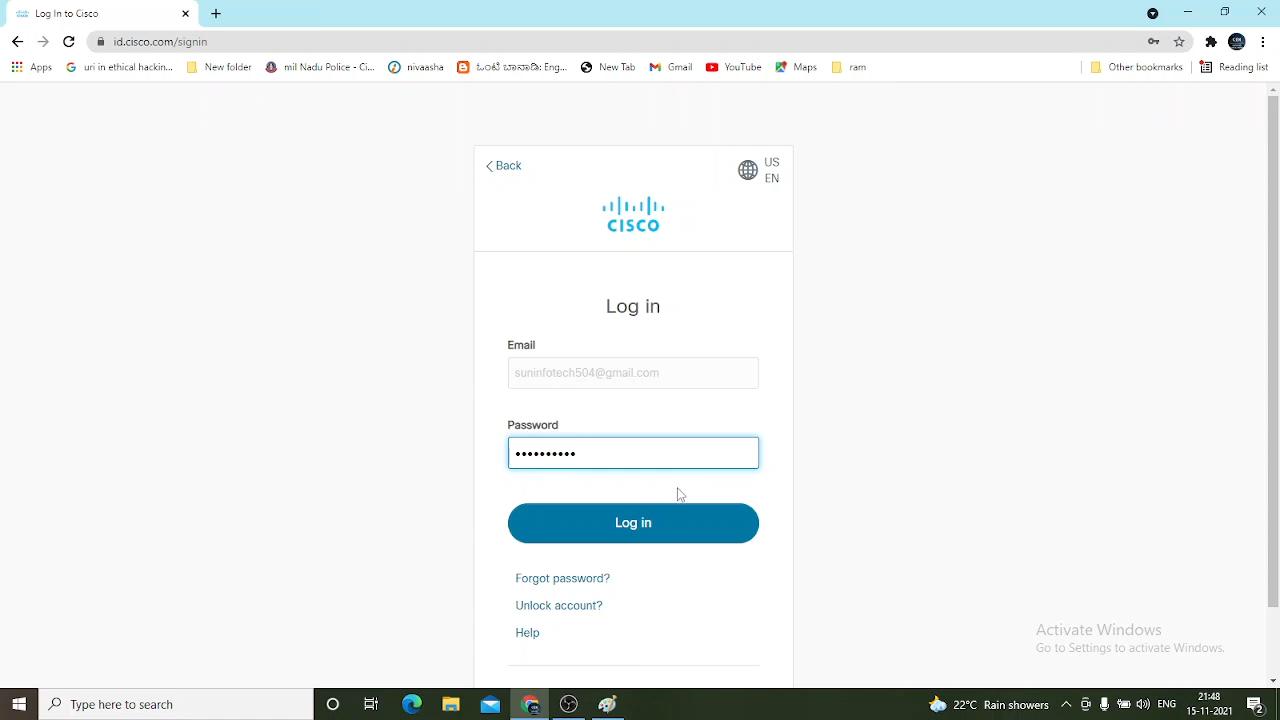 Log In to Cisco
id.cisco.com/signin
Apps
uri in ethical hackin...
New folder
mil Nadu Police - Ci...
nivaasha
New Tab
Gmail
YouTube
Maps
ram
Other bookmarks
Reading list
Back
US
EN
CISCO
Log in
Email
suninfotech504@gmail.com
Password
Log in
Forgot password?
Unlock account?
Help
Activate Windows
Go to Settings to activate Windows.
Type here to search
22°C Rain showers
ENG
21:48
15-11-2021